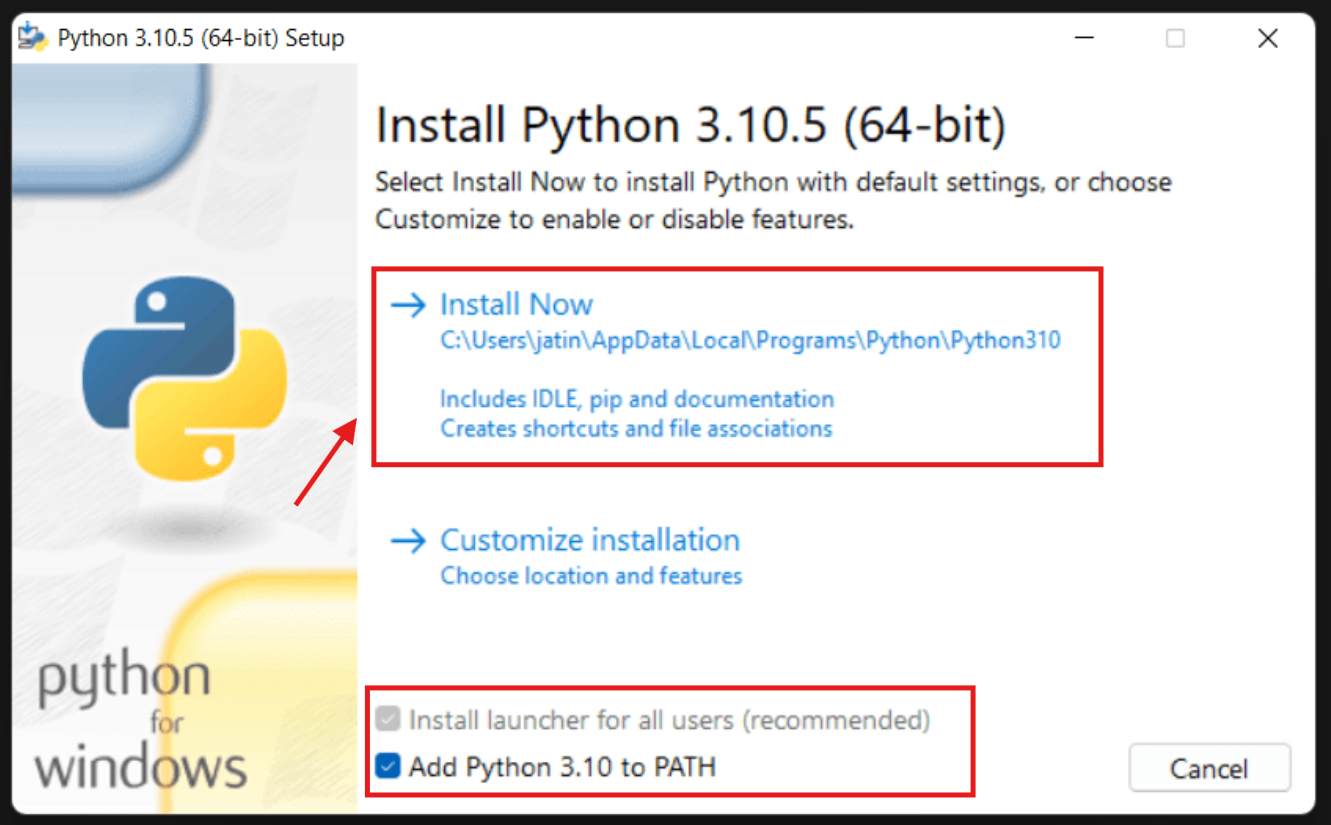 Python 3.10.5 (64-bit) Setup
Install Python 3.10.5 (64-bit)
Select Install Now to install Python with default settings, or choose
Customize to enable or disable features.
Install Now
C:\Users\jatin\AppData\Local\Programs\Python\Python310
Includes IDLE, pip and documentation
Creates shortcuts and file associations
Customize installation
Choose location and features
python
for
windows
Install launcher for all users (recommended)
Add Python 3.10 to PATH
Cancel